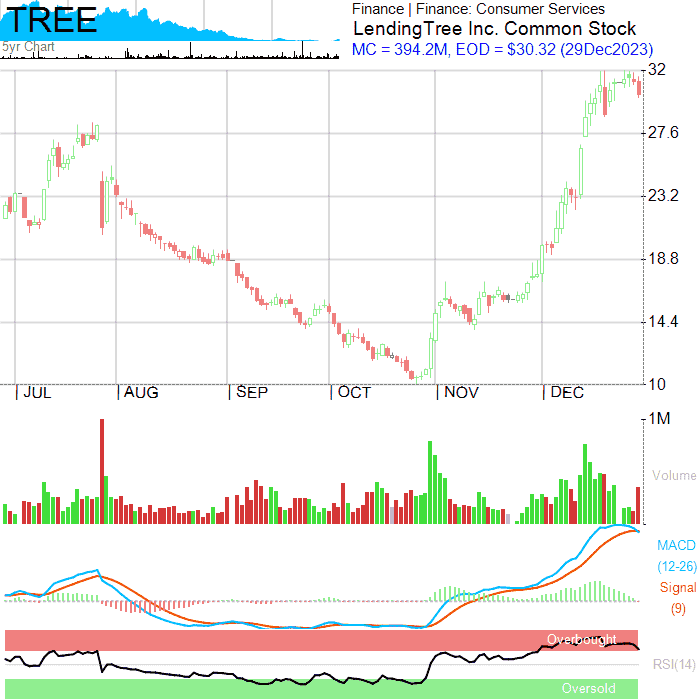 TREE
Finance | Finance: Consumer Services
LendingTree Inc. Common Stock
MC = 394.2M, EOD = $30.32 (29Dec2023)
5yr Chart
32
27.6
23.2
18.8
14.4
10
JUL AUG SEP OCT NOV DEC
1M
Volume
MACD
(12-26)
Signal
(9)
Overbought
RSI(14)
Oversold